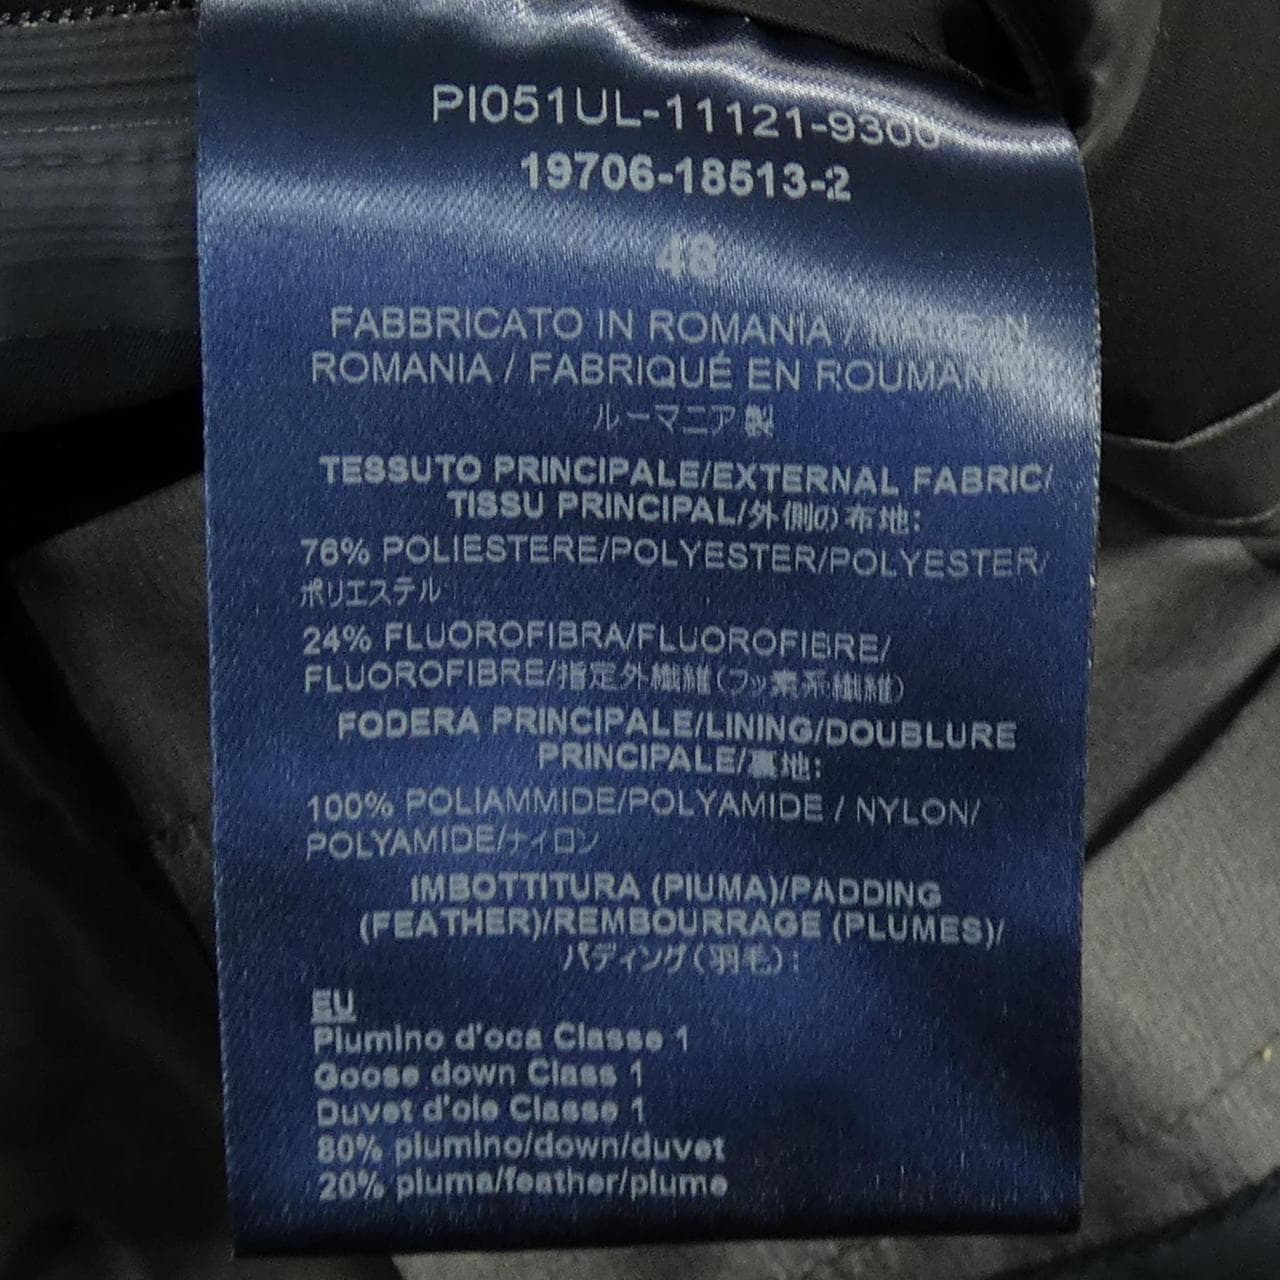 PI051UL-11121-9300
19706-18513-2
48
FABBRICATO IN ROMANIA / MADE IN
ROMANIA / FABRIQUÉ EN ROUMANIE
ルーマニア製
TESSUTO PRINCIPALE/EXTERNAL FABRIC/
TISSU PRINCIPAL/外側の布地:
76% POLIESTERE/POLYESTER/POLYESTER/
ポリエステル
24% FLUOROFIBRA/FLUOROFIBRE/
FLUOROFIBRE/指定外繊維(フッ素系繊維)
FODERA PRINCIPALE/LINING/DOUBLURE
PRINCIPALE/裏地:
100% POLIAMMIDE/POLYAMIDE / NYLON/
POLYAMIDE/ナイロン
IMBOTTITURA (PIUMA)/PADDING
(FEATHER)/REMBOURRAGE (PLUMES)/
パディング(羽毛):
EU
Piumino d'oca Classe 1
Goose down Class 1
Duvet d'oie Classe 1
80% piumino/down/duvet
20% piuma/feather/plume